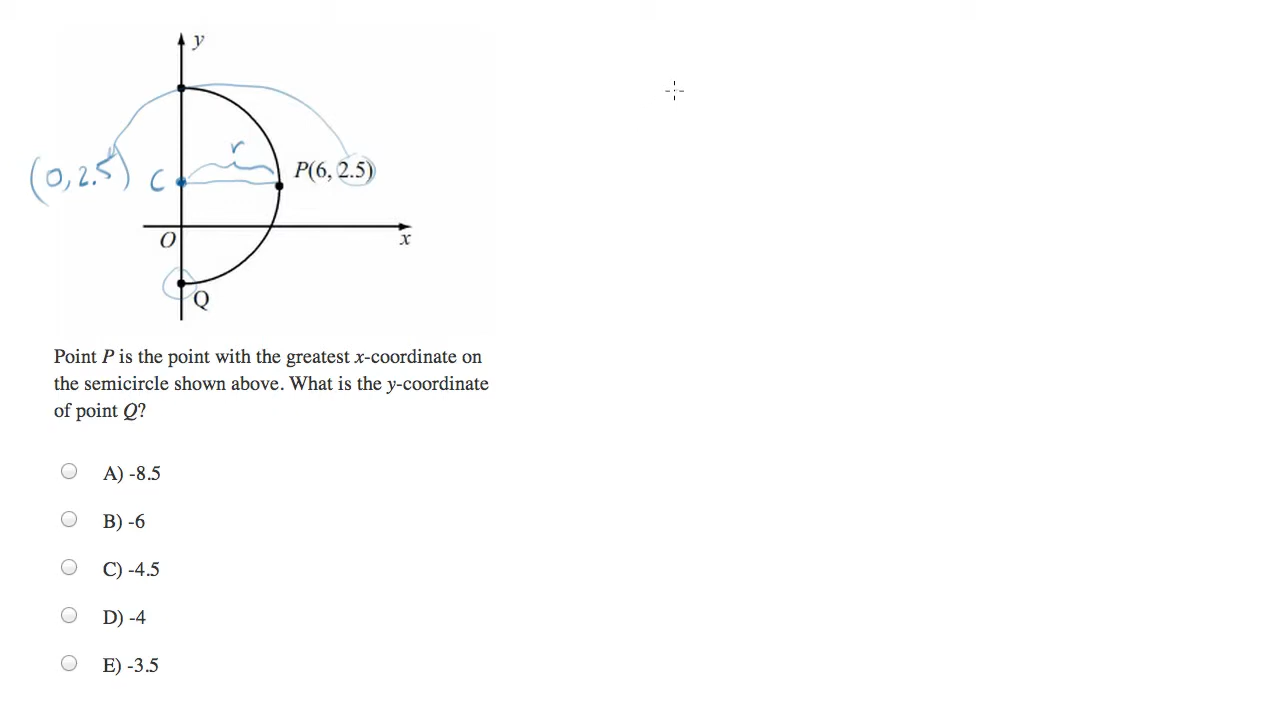 y
r
(0, 2.5) C P(6, 2.5)
O x
Q
Point P is the point with the greatest x-coordinate on
the semicircle shown above. What is the y-coordinate
of point Q?
A) -8.5
B) -6
C) -4.5
D) -4
E) -3.5